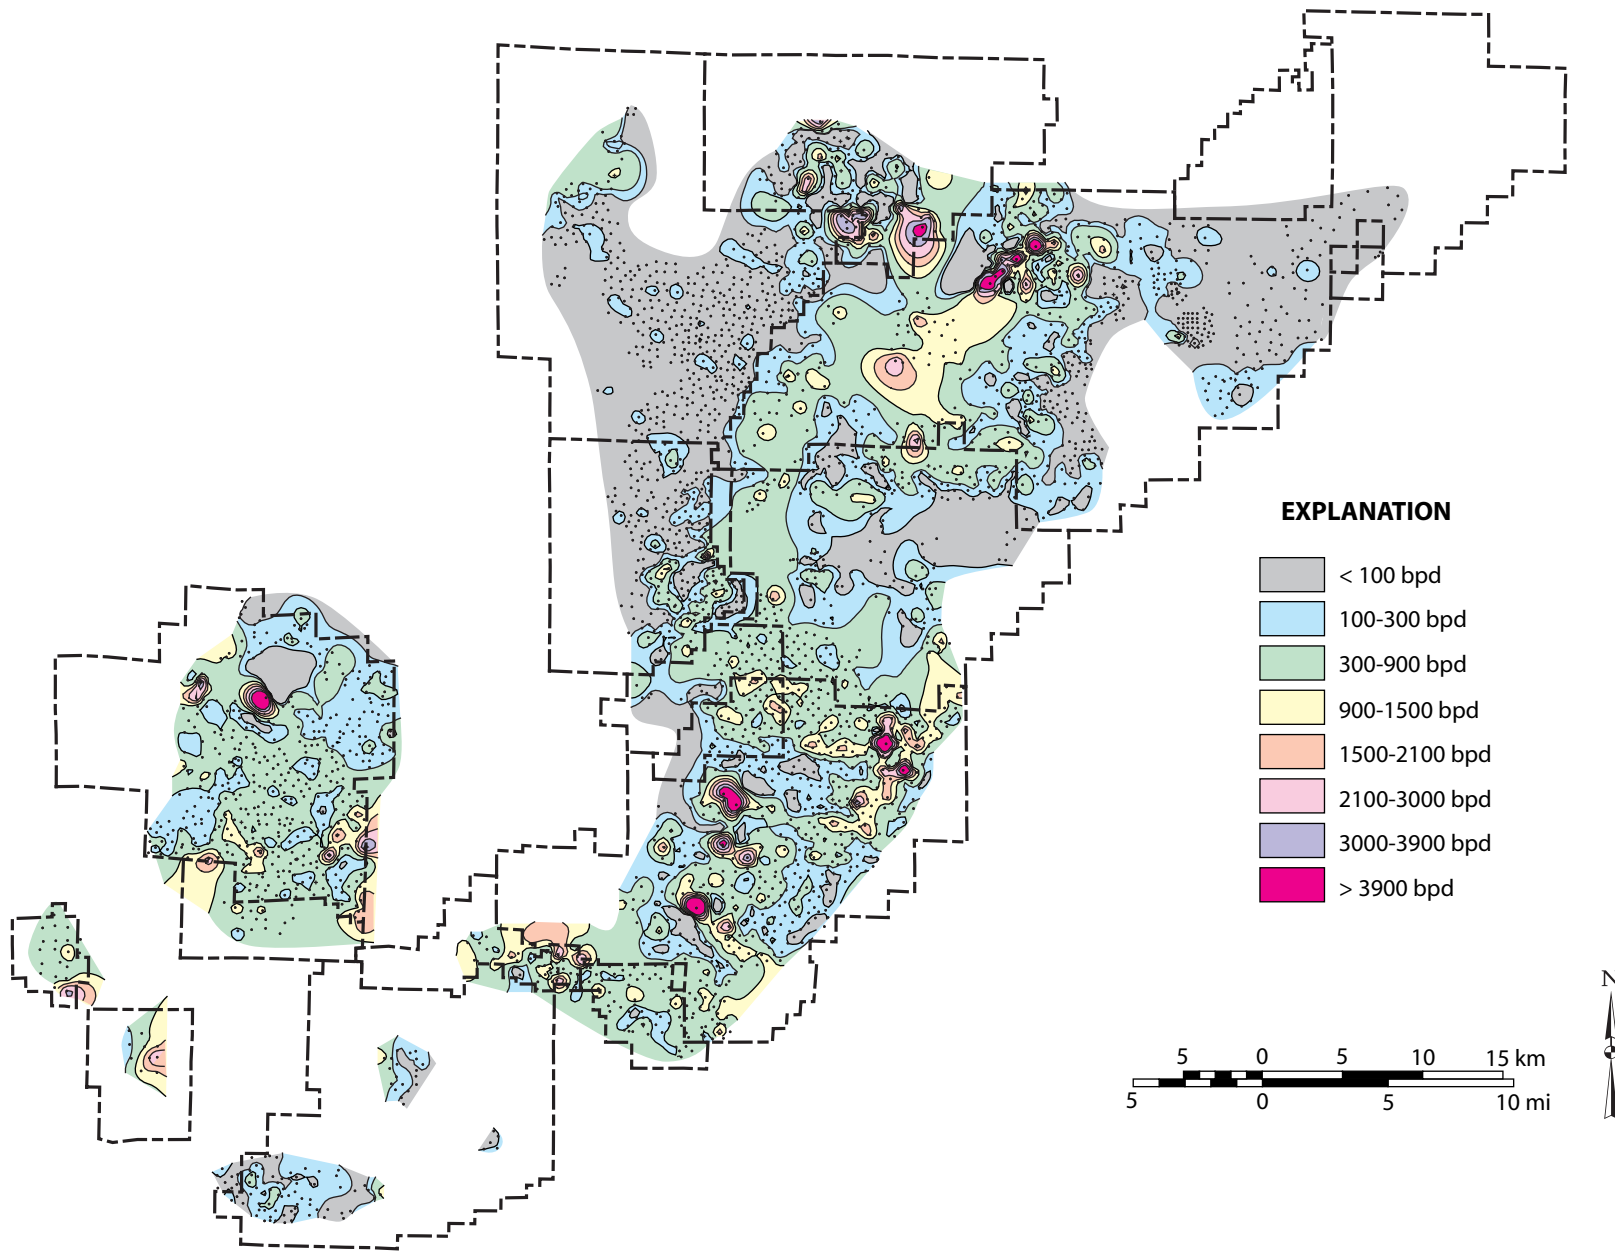 EXPLANATION
< 100 bpd
100-300 bpd
300-900 bpd
900-1500 bpd
1500-2100 bpd
2100-3000 bpd
3000-3900 bpd
> 3900 bpd
N
5 0 5 10 15 km
5 0 5 10 mi